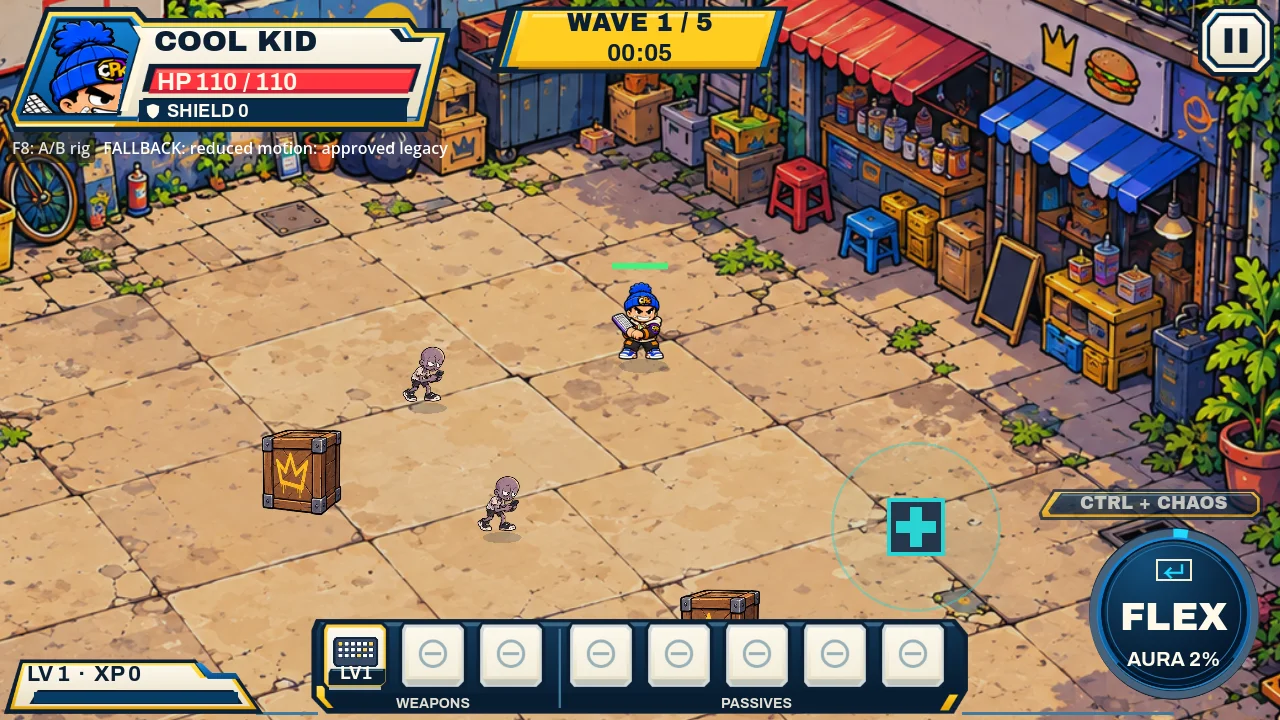 COOL KID
HP 110 / 110
SHIELD 0
WAVE 1 / 5
00:05
F8: A/B rig FALLBACK: reduced motion: approved legacy
CPK
CTRL + CHAOS
FLEX
AURA 2%
LV 1 · XP 0
LV1
WEAPONS
PASSIVES